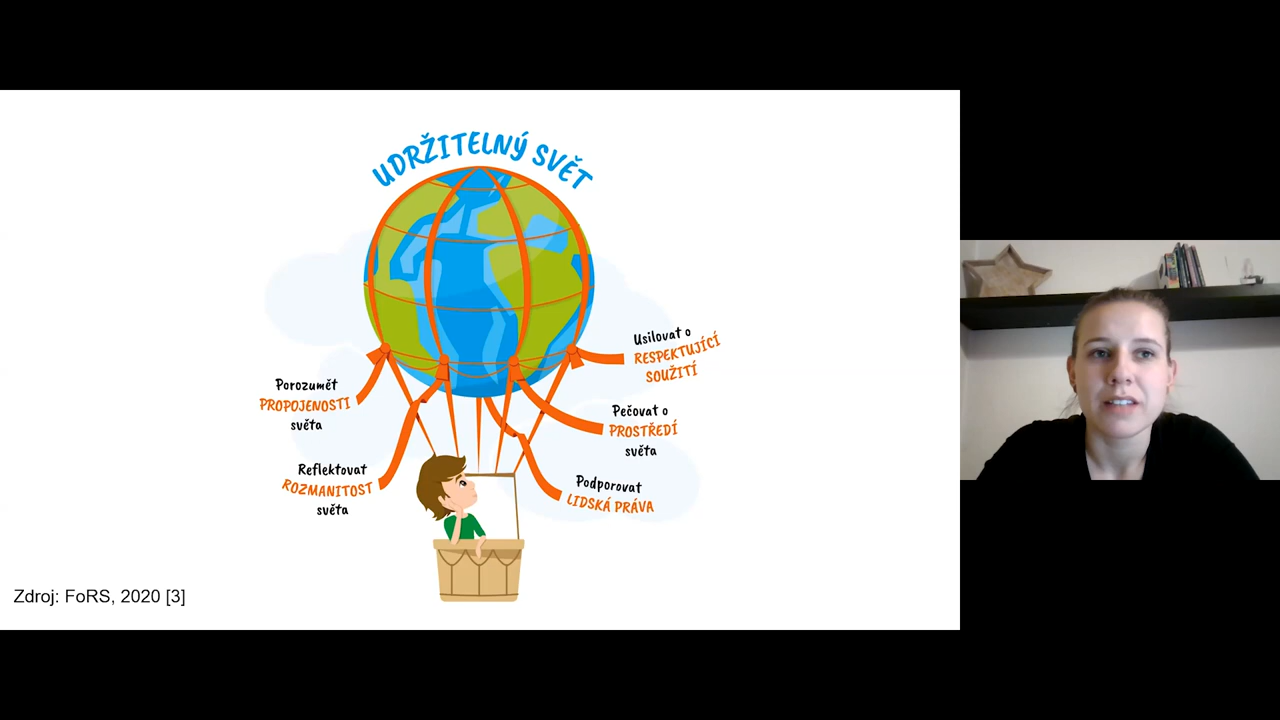 UDRŽITELNÝ SVĚT
Porozumět
PROPOJENOSTI
světa
Reflektovat
ROZMANITOST
světa
Usilovat o
RESPEKTUJÍCÍ
SOUŽITÍ
Pečovat o
PROSTŘEDÍ
světa
Podporovat
LIDSKÁ PRÁVA
Zdroj: FoRS, 2020 [3]